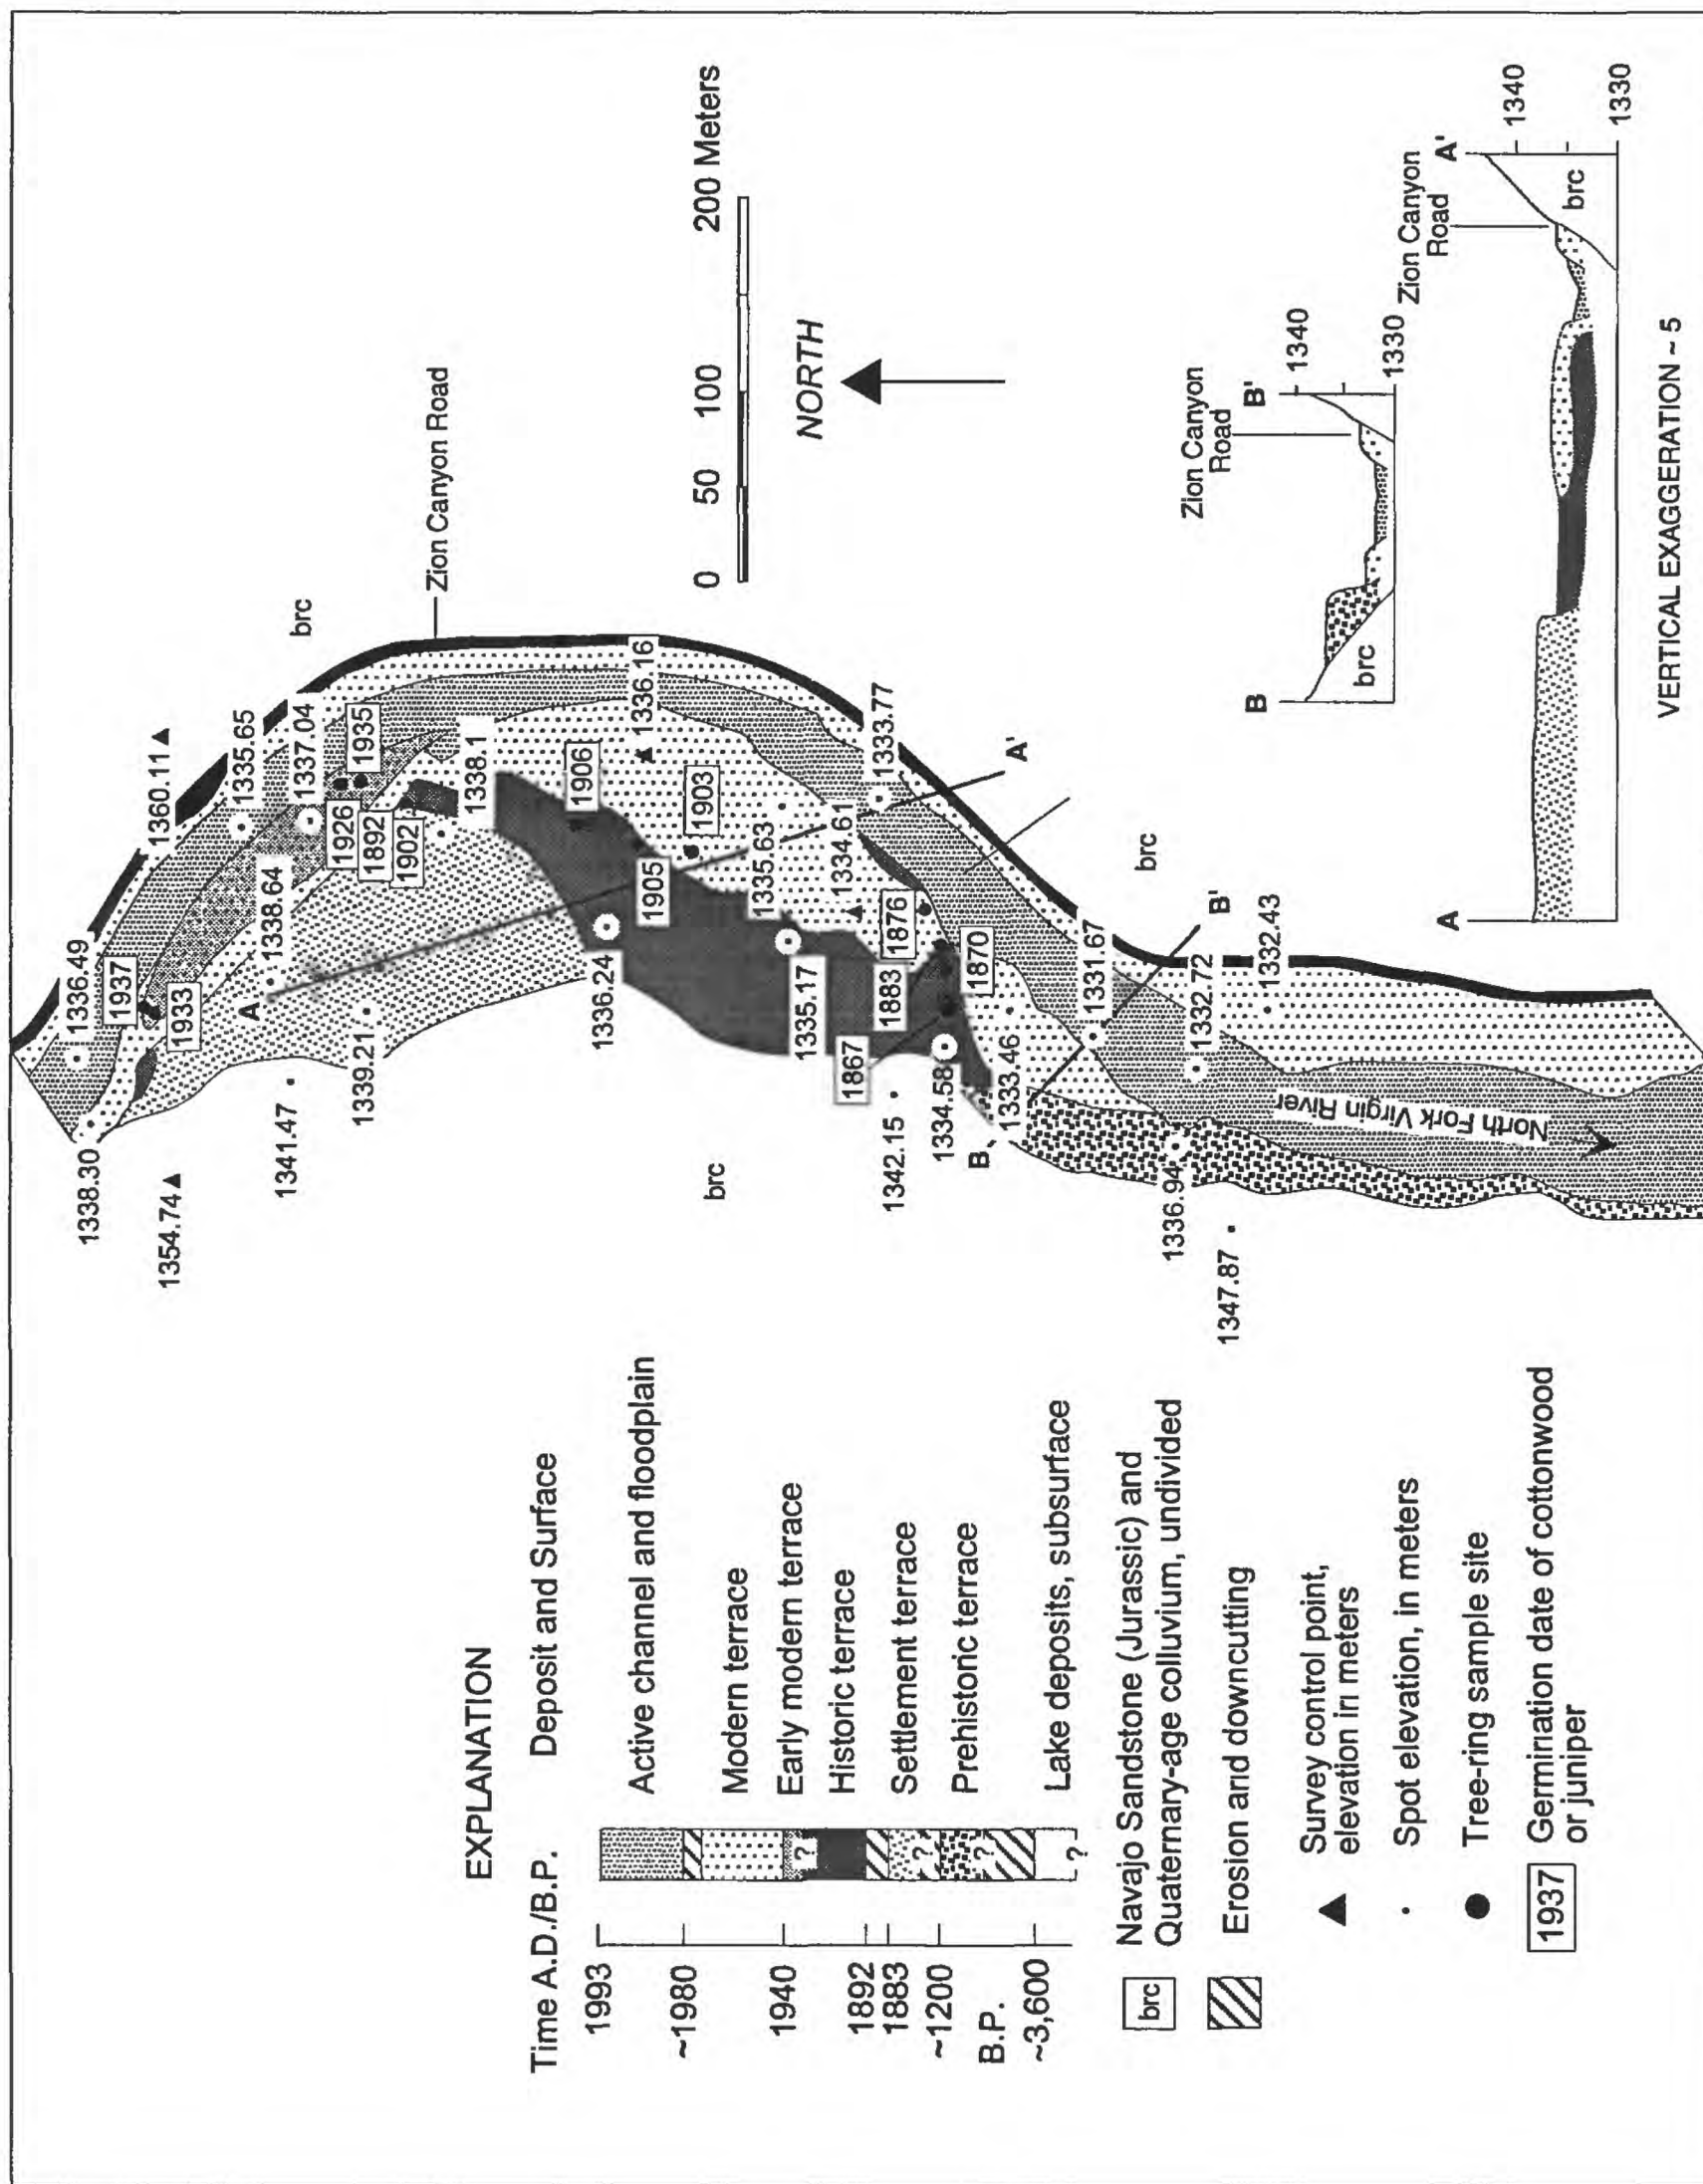 EXPLANATION
Time A.D./B.P.
Deposit and Surface
1993
~1980
1940
1892
1883
~1200
B.P.
~3,600
Active channel and floodplain
Modern terrace
?
Early modern terrace
Historic terrace
?
Settlement terrace
?
Prehistoric terrace
?
Lake deposits, subsurface
brc
Navajo Sandstone (Jurassic) and
Quaternary-age colluvium, undivided
Erosion and downcutting
Survey control point,
elevation in meters
Spot elevation, in meters
Tree-ring sample site
1937
Germination date of cottonwood
or juniper
1338.30
1336.49
1354.74
1937
1933
1360.11
1341.47
A
1338.64
1335.65
1339.21
1337.04
brc
1926
1935
1892
1902
Zion Canyon Road
1338.1
1336.24
1906
1905
1336.16
1903
brc
1335.63
1335.17
1867
1334.61
1342.15
1883
1876
1333.77
1334.58
1870
B
1333.46
A'
1331.67
brc
1336.94
1332.72
B'
1347.87
1332.43
North Fork Virgin River
0
50
100
200 Meters
NORTH
Zion Canyon
Road
B
B'
1340
1330
brc
Zion Canyon
Road
A
A'
1340
1330
brc
VERTICAL EXAGGERATION ~ 5